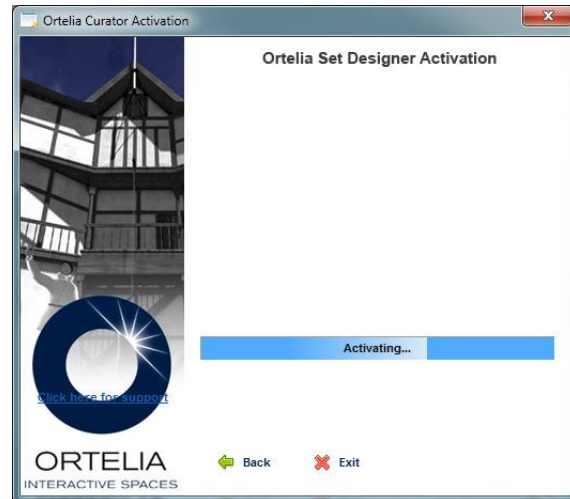 Ortelia Curator Activation
Ortelia Set Designer Activation
Activating...
Click here for support
ORTELIA
INTERACTIVE SPACES
Back
Exit